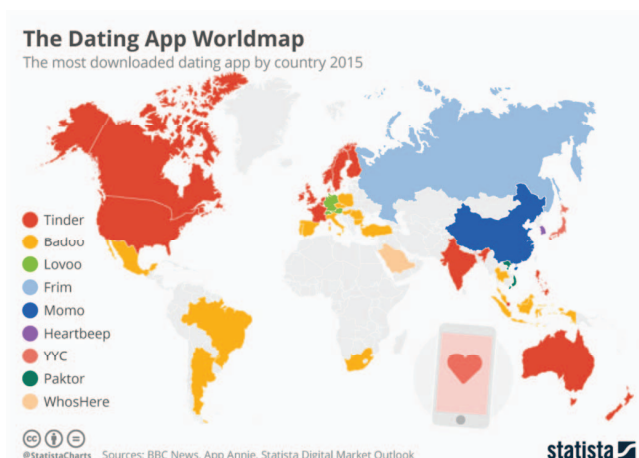 The Dating App Worldmap
The most downloaded dating app by country 2015
Tinder
Badoo
Lovoo
Frim
Momo
Heartbeep
YYC
Paktor
WhosHere
@StatistaCharts Sources: BBC News, App Annie, Statista Digital Market Outlook
statista